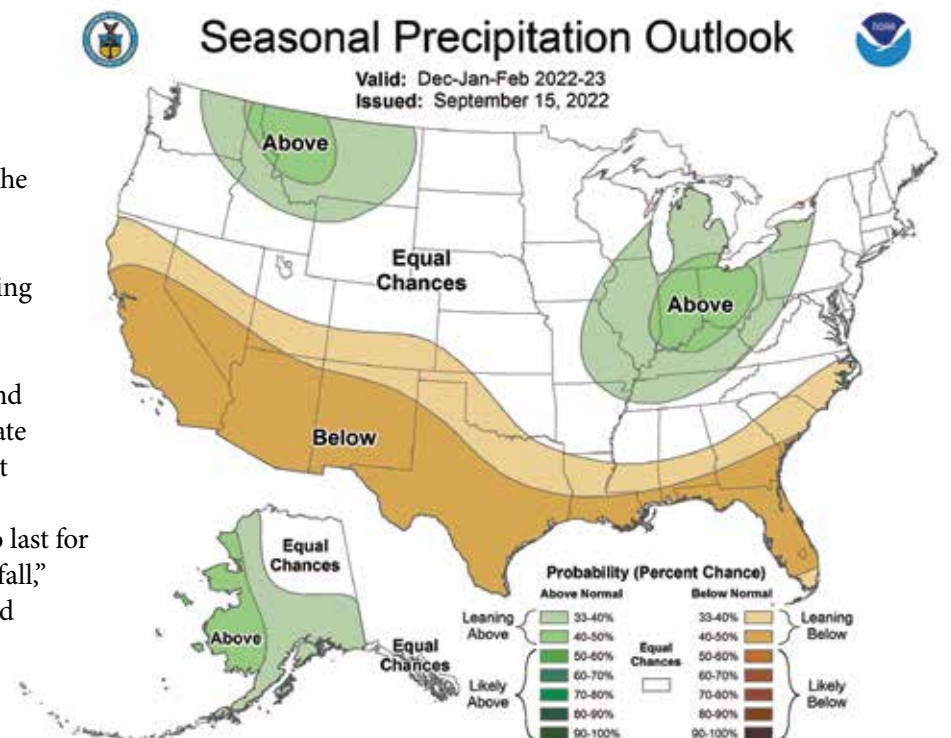 Seasonal Precipitation Outlook
Valid: Dec-Jan-Feb 2022-23
Issued: September 15, 2022
he
ing
nd
ate
t
o last for
fall,”
d
Above
Equal
Chances
Above
Below
Equal
Chances
Above
Equal
Chances
Probability (Percent Chance)
Above Normal
Below Normal
Leaning
Above
33-40%
40-50%
Likely
Above
50-60%
60-70%
70-80%
80-90%
90-100%
Equal
Chances
33-40%
40-50%
Leaning
Below
50-60%
60-70%
70-80%
80-90%
90-100%
Likely
Below
noaa